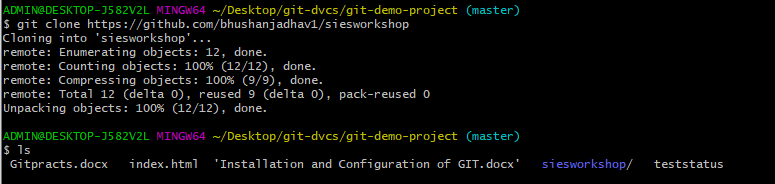 ADMIN@DESKTOP-J582V2L MINGW64 ~/Desktop/git-dvcs/git-demo-project (master)
$ git clone https://github.com/bhushanjadhav1/siesworkshop
Cloning into 'siesworkshop'...
remote: Enumerating objects: 12, done.
remote: Counting objects: 100% (12/12), done.
remote: Compressing objects: 100% (9/9), done.
remote: Total 12 (delta 0), reused 9 (delta 0), pack-reused 0
Unpacking objects: 100% (12/12), done.
ADMIN@DESKTOP-J582V2L MINGW64 ~/Desktop/git-dvcs/git-demo-project (master)
$ ls
Gitpracts.docx index.html 'Installation and Configuration of GIT.docx' siesworkshop/ teststatus